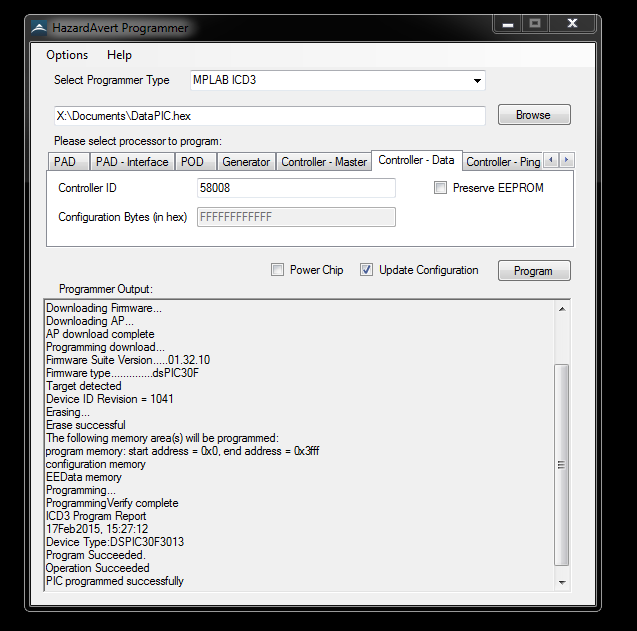 HazardAvert Programmer
Options Help
Select Programmer Type MPLAB ICD3
X:\Documents\DataPIC.hex Browse
Please select processor to program:
PAD PAD - Interface POD Generator Controller - Master Controller - Data Controller - Ping
Controller ID 58008 Preserve EEPROM
Configuration Bytes (in hex) FFFFFFFFFFFF
Power Chip Update Configuration Program
Programmer Output:
Downloading Firmware...
Downloading AP...
AP download complete
Programming download...
Firmware Suite Version.....01.32.10
Firmware type..............dsPIC30F
Target detected
Device ID Revision = 1041
Erasing...
Erase successful
The following memory area(s) will be programmed:
program memory: start address = 0x0, end address = 0x3fff
configuration memory
EEData memory
Programming...
ProgrammingVerify complete
ICD3 Program Report
17Feb2015, 15:27:12
Device Type:DSPIC30F3013
Program Succeeded.
Operation Succeeded
PIC programmed successfully